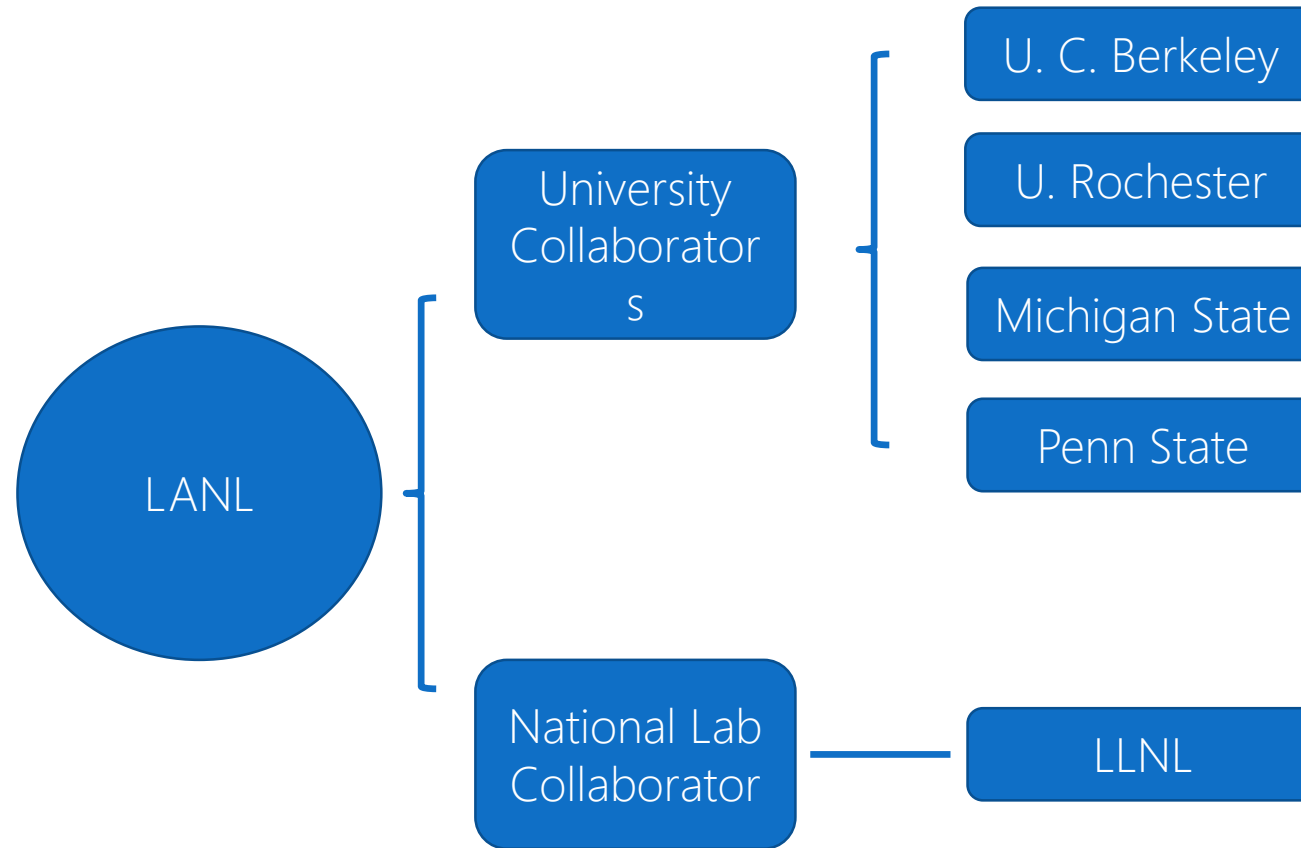 LANL
University
Collaborator
s
U. C. Berkeley
U. Rochester
Michigan State
Penn State
National Lab
Collaborator
LLNL